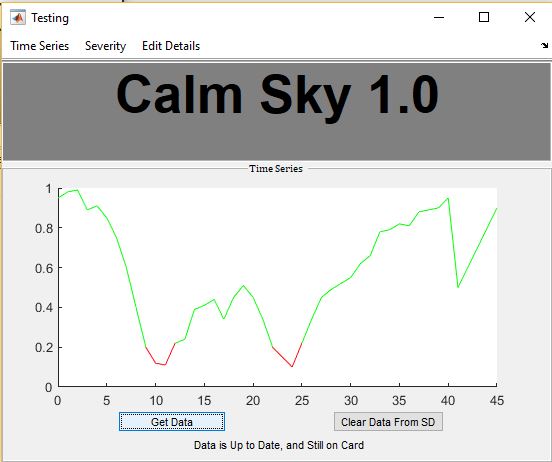 Testing
Time Series Severity Edit Details
Calm Sky 1.0
Time Series
1
0.8
0.6
0.4
0.2
0
0 5 10 15 20 25 30 35 40 45
Get Data Clear Data From SD
Data is Up to Date, and Still on Card